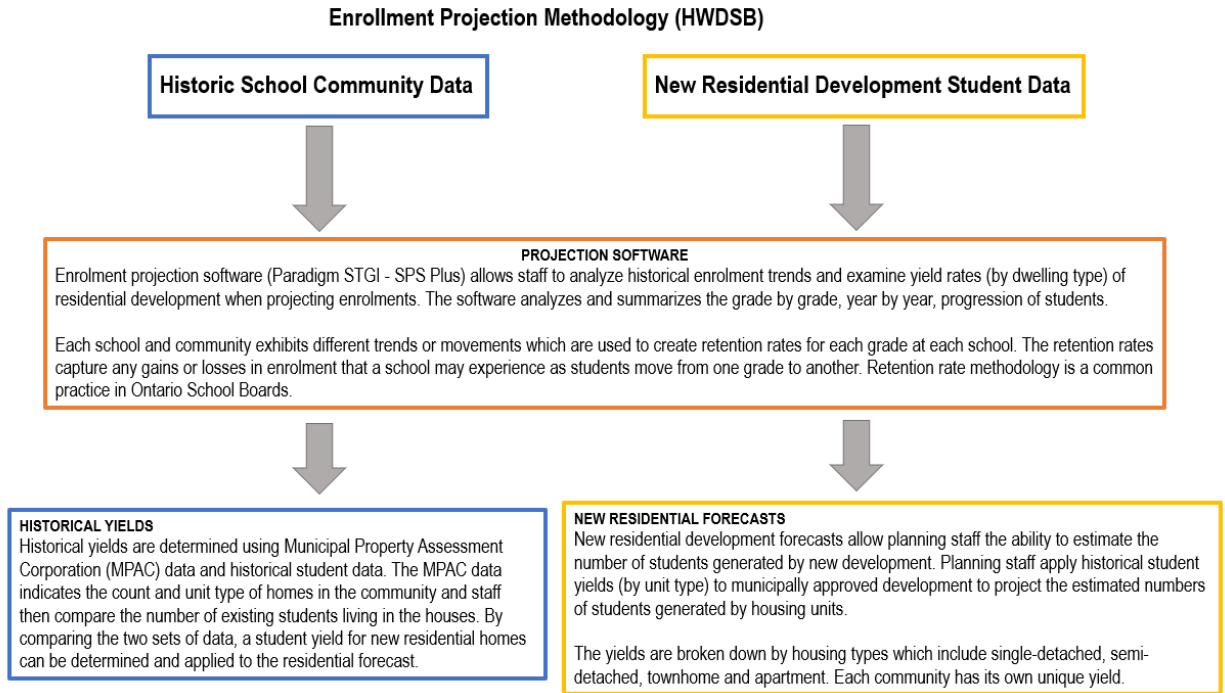 Enrollment Projection Methodology (HWDSB)
Historic School Community Data
New Residential Development Student Data
PROJECTION SOFTWARE
Enrolment projection software (Paradigm STGI - SPS Plus) allows staff to analyze historical enrolment trends and examine yield rates (by dwelling type) of
residential development when projecting enrolments. The software analyzes and summarizes the grade by grade, year by year, progression of students.
Each school and community exhibits different trends or movements which are used to create retention rates for each grade at each school. The retention rates
capture any gains or losses in enrolment that a school may experience as students move from one grade to another. Retention rate methodology is a common
practice in Ontario School Boards.
HISTORICAL YIELDS
Historical yields are determined using Municipal Property Assessment
Corporation (MPAC) data and historical student data. The MPAC data
indicates the count and unit type of homes in the community and staff
then compare the number of existing students living in the houses. By
comparing the two sets of data, a student yield for new residential homes
can be determined and applied to the residential forecast.
NEW RESIDENTIAL FORECASTS
New residential development forecasts allow planning staff the ability to estimate the
number of students generated by new development. Planning staff apply historical student
yields (by unit type) to municipally approved development to project the estimated numbers
of students generated by housing units.
The yields are broken down by housing types which include single-detached, semi-
detached, townhome and apartment. Each community has its own unique yield.